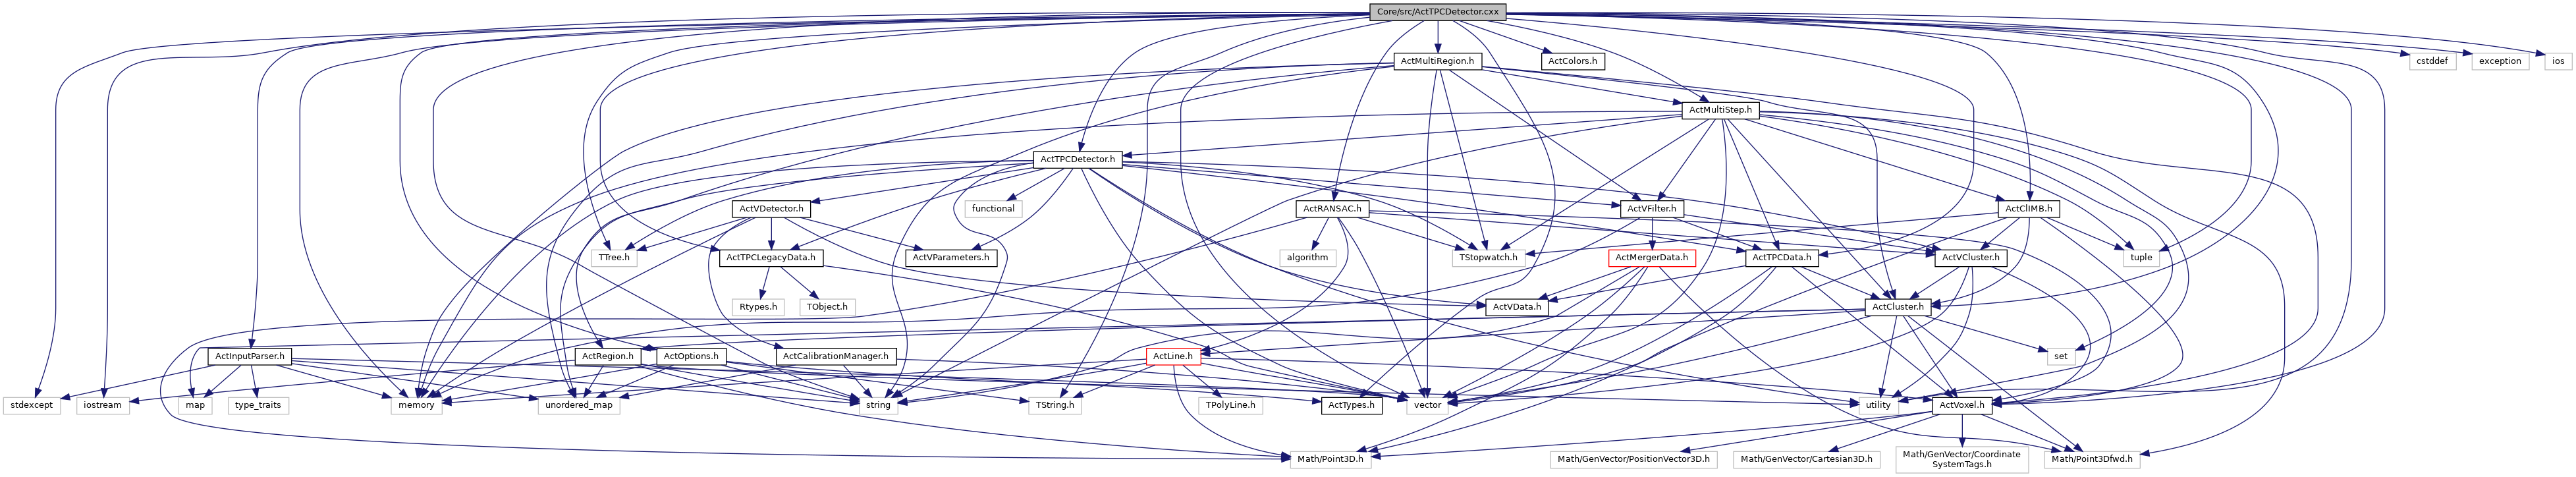 Core/src/ActTPCDetector.cxx
ActMultiRegion.h
ActColors.h
cstddef
exception
ios
ActMultiStep.h
ActTPCDetector.h
ActVDetector.h
functional
ActRANSAC.h
ActVFilter.h
ActClIMB.h
TTree.h
ActTPCLegacyData.h
ActVParameters.h
algorithm
TStopwatch.h
ActMergerData.h
ActTPCData.h
ActVCluster.h
tuple
Rtypes.h
TObject.h
ActVData.h
ActCluster.h
ActInputParser.h
ActRegion.h
ActOptions.h
ActCalibrationManager.h
ActLine.h
set
stdexcept
iostream
map
type_traits
memory
unordered_map
string
TString.h
TPolyLine.h
ActTypes.h
vector
utility
ActVoxel.h
Math/Point3D.h
Math/GenVector/PositionVector3D.h
Math/GenVector/Cartesian3D.h
Math/GenVector/Coordinate
SystemTags.h
Math/Point3Dfwd.h